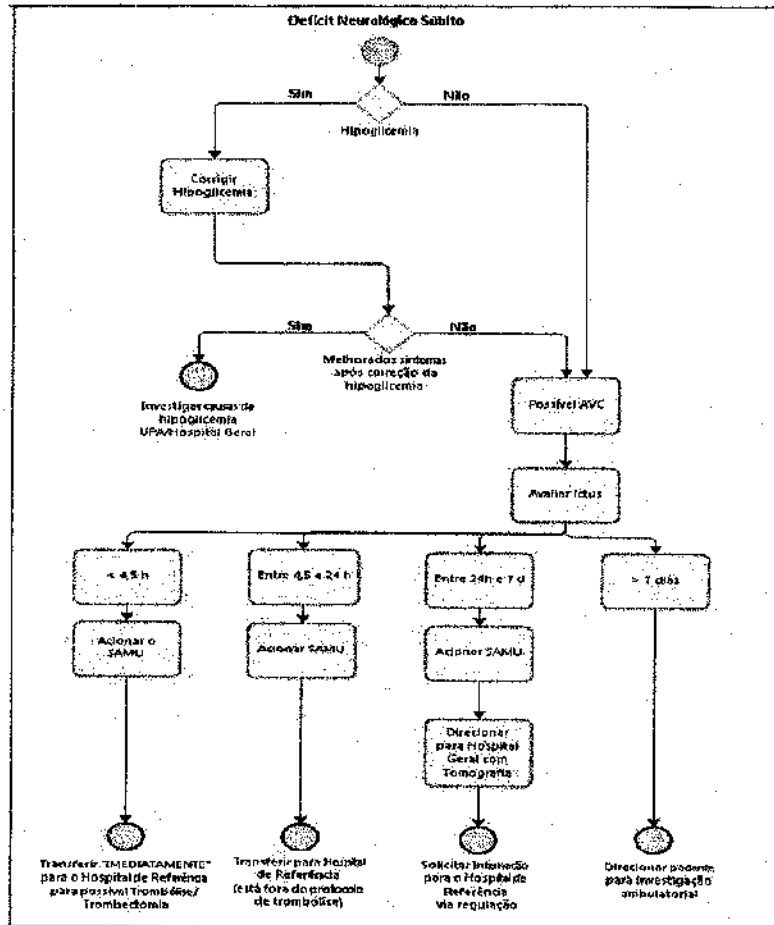 Deficit Neurológico Súbito
Sim
Não
Hipoglicemia
Corrigir
Hipoglicemia
Sim
Não
Melhora dos sintomas
após correção da
hipoglicemia
Investigar causas da
hipoglicemia
UPA/Hospital Geral
Possível AVC
Avaliar Ictus
< 4,5 h
Entre 4,5 e 24 h
Entre 24h e 7 d
> 7 dias
Acionar o
SAMU
Acionar SAMU
Acionar SAMU
Direcionar
para Hospital
Geral com
Tomografia
Transferir "IMEDIATAMENTE"
para o Hospital de Referênca
para possível Trombólise/
Trombectomia
Transferir para Hospital
de Referência
(está fora do protocolo
de trombólise)
Solicitar Internação
para o Hospital de
Referência
via regulação
Direcionar paciente
para Investigação
ambulatorial